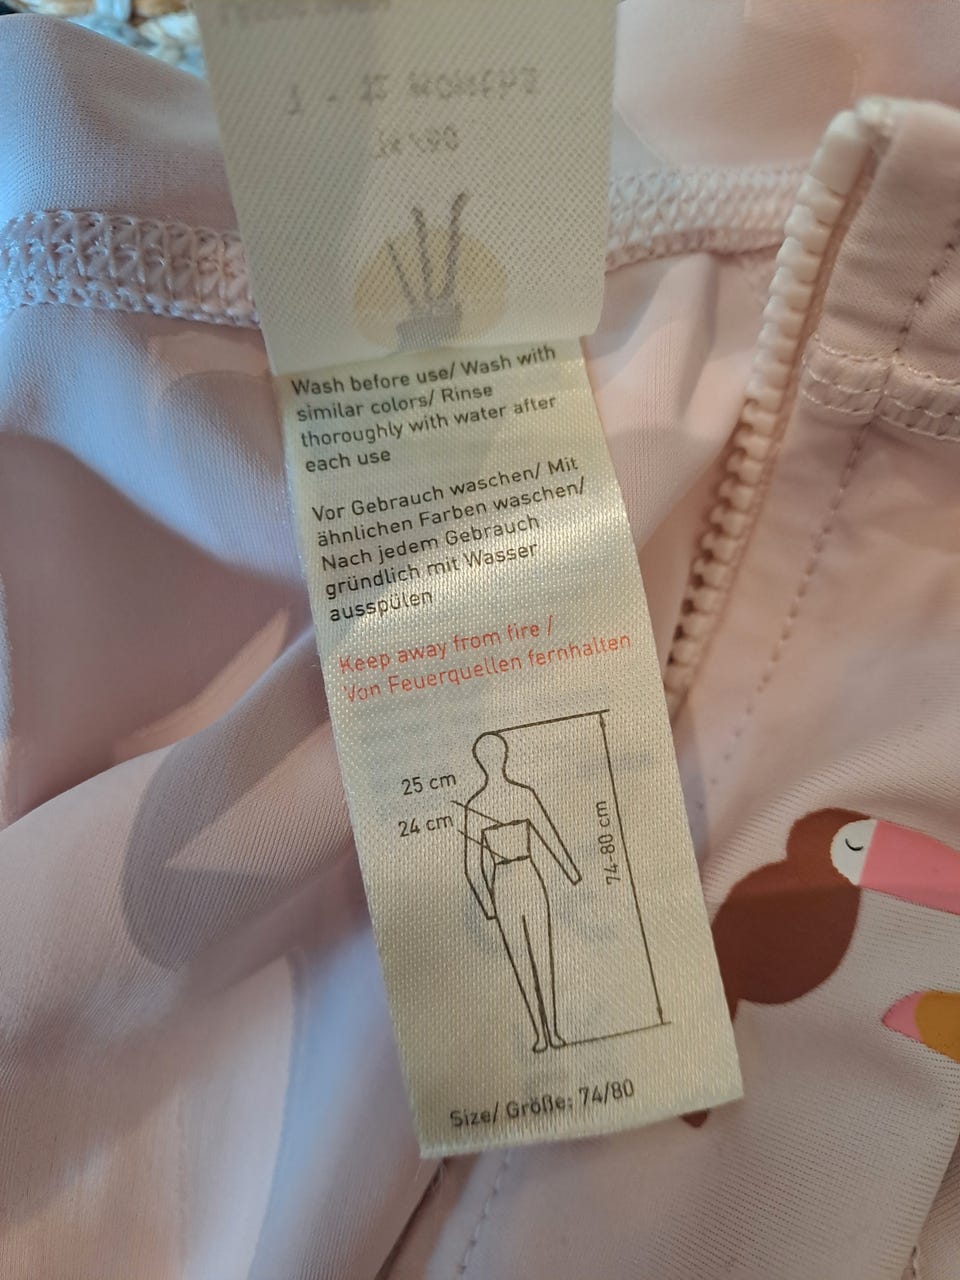 Wash before use/ Wash with
similar colors/ Rinse
thoroughly with water after
each use
Vor Gebrauch waschen/ Mit
ähnlichen Farben waschen/
Nach jedem Gebrauch
gründlich mit Wasser
ausspülen
Keep away from fire /
Von Feuerquellen fernhalten
25 cm
24 cm
74-80 cm
Size/ Größe: 74/80